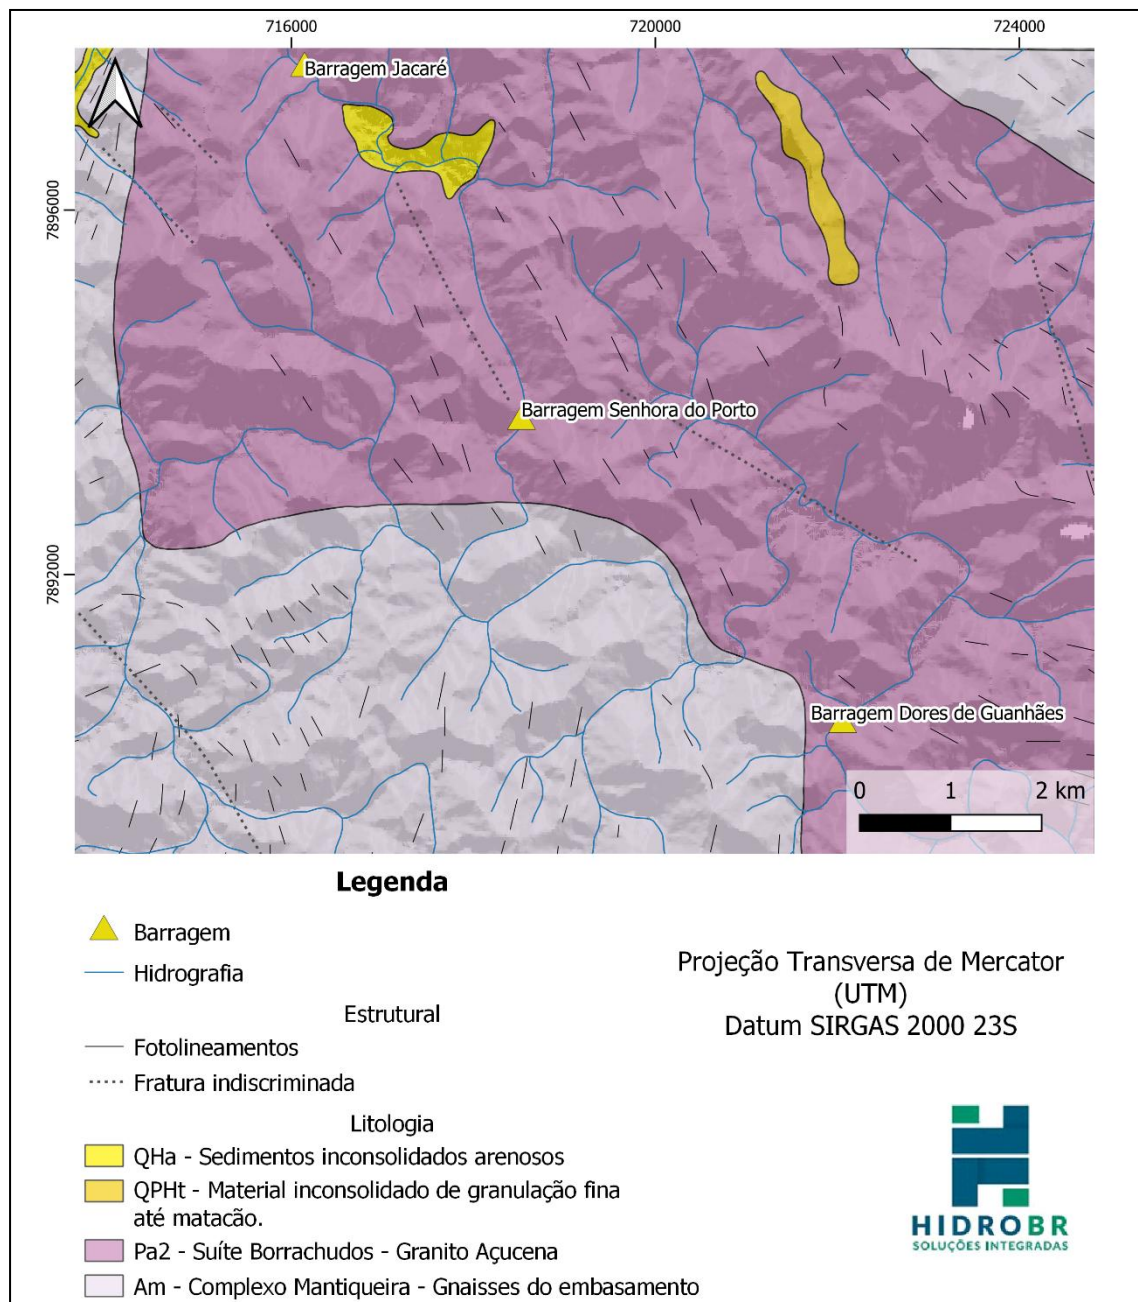 716000
720000
724000
Barragem Jacaré
7896000
Barragem Senhora do Porto
7892000
Barragem Dores de Guanhães
0 1 2 km
Legenda
Barragem
Hidrografia
Estrutural
Fotolineamentos
Fratura indiscriminada
Litologia
QHa - Sedimentos inconsolidados arenosos
QPHt - Material inconsolidado de granulação fina
até matacão.
Pa2 - Suíte Borrachudos - Granito Açucena
Am - Complexo Mantiqueira - Gnaisses do embasamento
Projeção Transversa de Mercator
(UTM)
Datum SIRGAS 2000 23S
HIDROBR
SOLUÇÕES INTEGRADAS